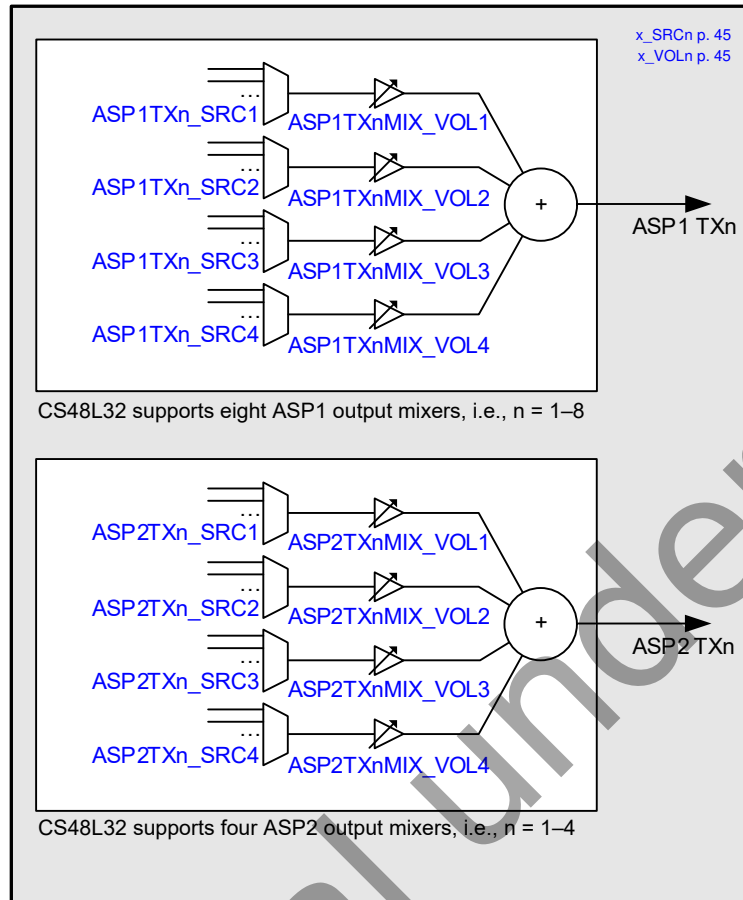 x_SRCn p. 45
x_VOLn p. 45
...
ASP1TXn_SRC1
ASP1TXnMIX_VOL1
...
ASP1TXn_SRC2
ASP1TXnMIX_VOL2
...
ASP1TXn_SRC3
ASP1TXnMIX_VOL3
...
ASP1TXn_SRC4
ASP1TXnMIX_VOL4
+
ASP1 TXn
CS48L32 supports eight ASP1 output mixers, i.e., n = 1–8
...
ASP2TXn_SRC1
ASP2TXnMIX_VOL1
...
ASP2TXn_SRC2
ASP2TXnMIX_VOL2
...
ASP2TXn_SRC3
ASP2TXnMIX_VOL3
...
ASP2TXn_SRC4
ASP2TXnMIX_VOL4
+
ASP2 TXn
CS48L32 supports four ASP2 output mixers, i.e., n = 1–4
al under